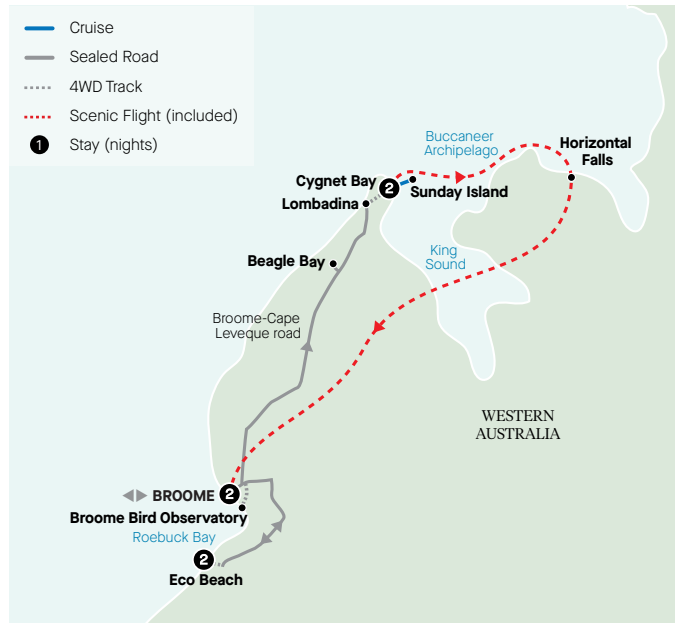 Cruise
Sealed Road
4WD Track
Scenic Flight (included)
1 Stay (nights)
Buccaneer
Archipelago
Horizontal
Falls
Cygnet Bay
2
Sunday Island
Lombadina
King
Sound
Beagle Bay
Broome-Cape
Leveque road
WESTERN
AUSTRALIA
BROOME 2
Broome Bird Observatory
Roebuck Bay
2
Eco Beach